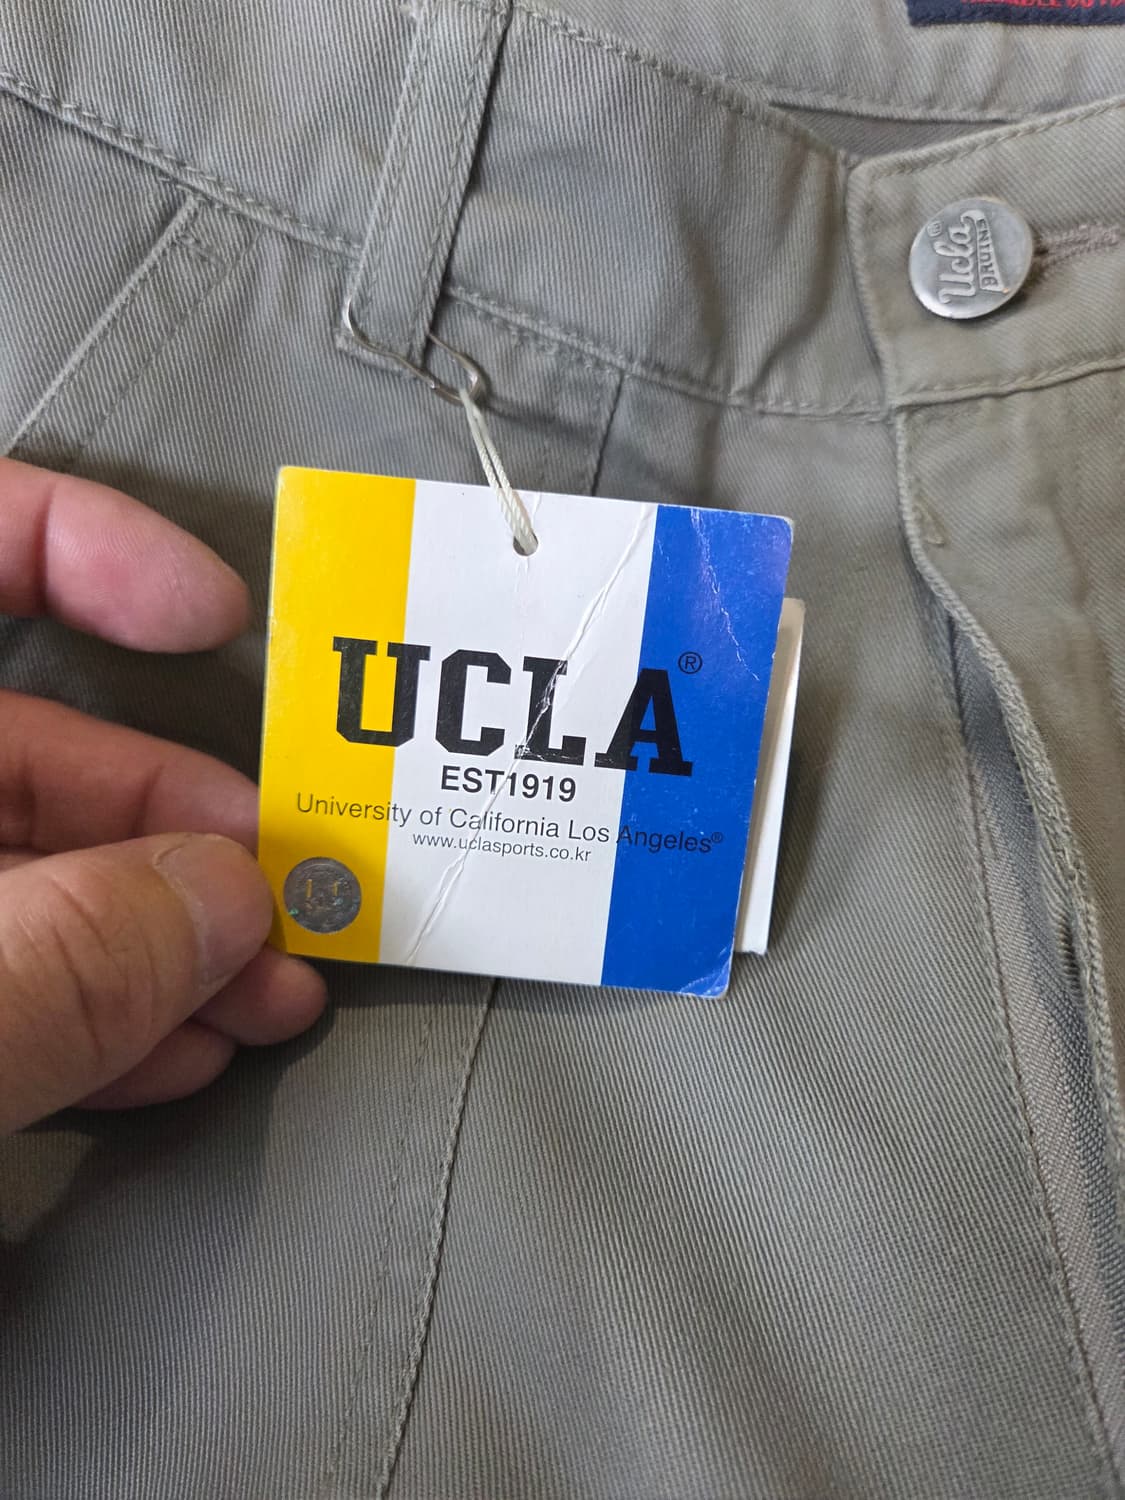 Ucla
BRUINS
UCLA®
EST1919
University of California Los Angeles®
www.uclasports.co.kr